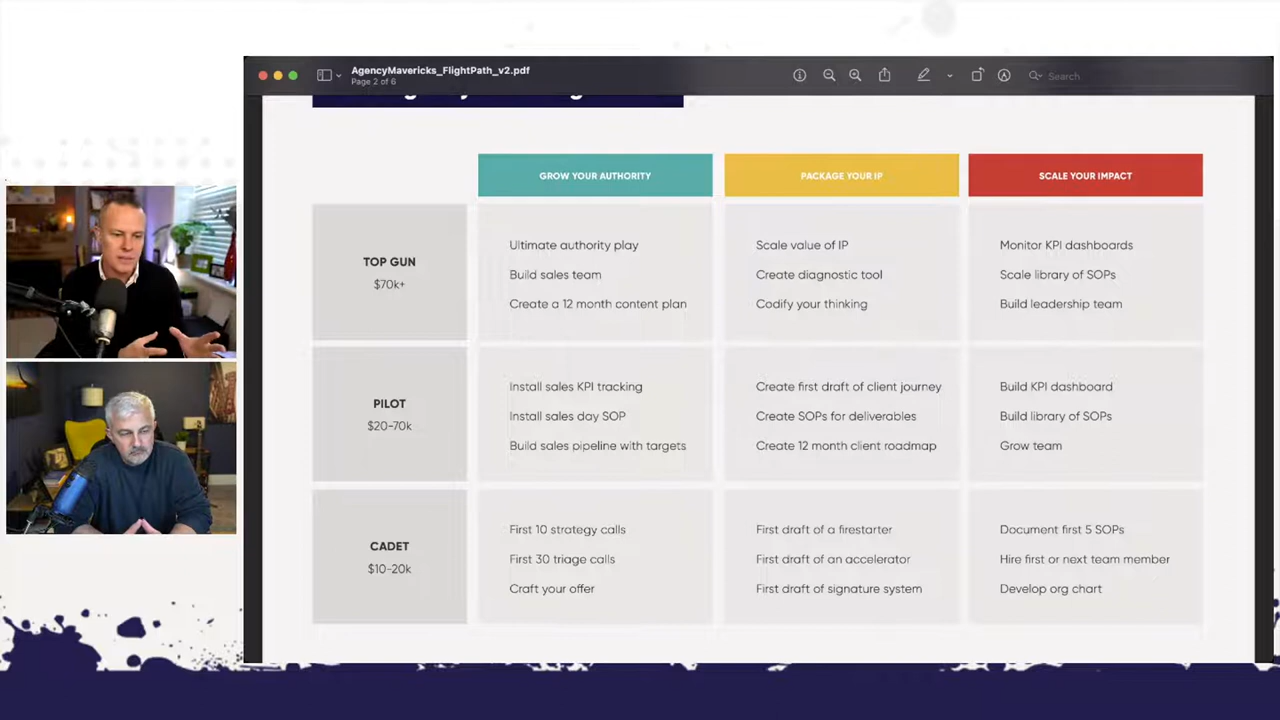 AgencyMavericks_FlightPath_v2.pdf
Page 2 of 6
Search
GROW YOUR AUTHORITY
PACKAGE YOUR IP
SCALE YOUR IMPACT
TOP GUN
$70k+
Ultimate authority play
Build sales team
Create a 12 month content plan
Scale value of IP
Create diagnostic tool
Codify your thinking
Monitor KPI dashboards
Scale library of SOPs
Build leadership team
PILOT
$20-70k
Install sales KPI tracking
Install sales day SOP
Build sales pipeline with targets
Create first draft of client journey
Create SOPs for deliverables
Create 12 month client roadmap
Build KPI dashboard
Build library of SOPs
Grow team
CADET
$10-20k
First 10 strategy calls
First 30 triage calls
Craft your offer
First draft of a firestarter
First draft of an accelerator
First draft of signature system
Document first 5 SOPs
Hire first or next team member
Develop org chart